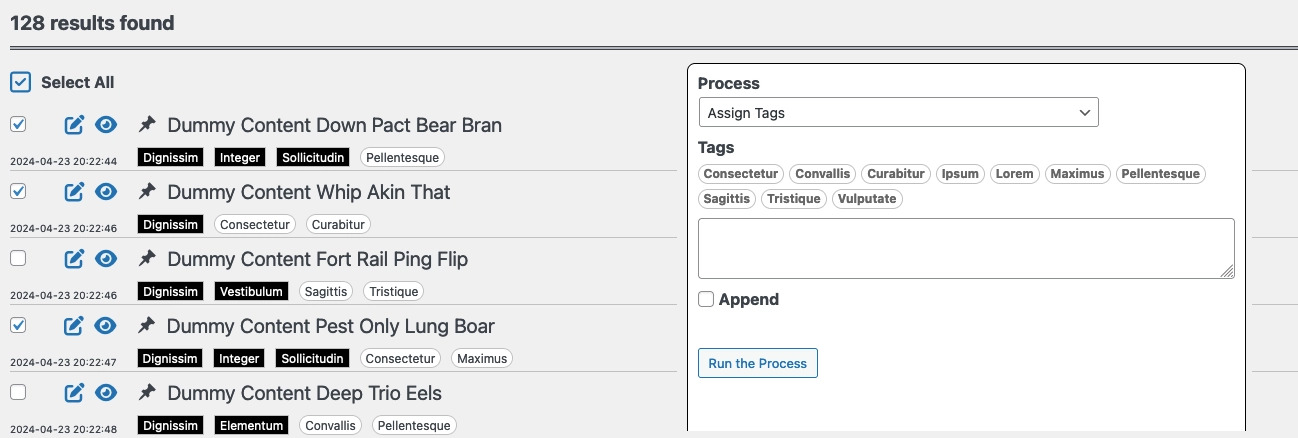 128 results found
Select All
Dummy Content Down Pact Bear Bran
2024-04-23 20:22:44 Dignissim Integer Sollicitudin Pellentesque
Dummy Content Whip Akin That
2024-04-23 20:22:46 Dignissim Consectetur Curabitur
Dummy Content Fort Rail Ping Flip
2024-04-23 20:22:46 Dignissim Vestibulum Sagittis Tristique
Dummy Content Pest Only Lung Boar
2024-04-23 20:22:47 Dignissim Integer Sollicitudin Consectetur Maximus
Dummy Content Deep Trio Eels
2024-04-23 20:22:48 Dignissim Elementum Convallis Pellentesque
Process
Assign Tags
Tags
Consectetur Convallis Curabitur Ipsum Lorem Maximus Pellentesque
Sagittis Tristique Vulputate
Append
Run the Process